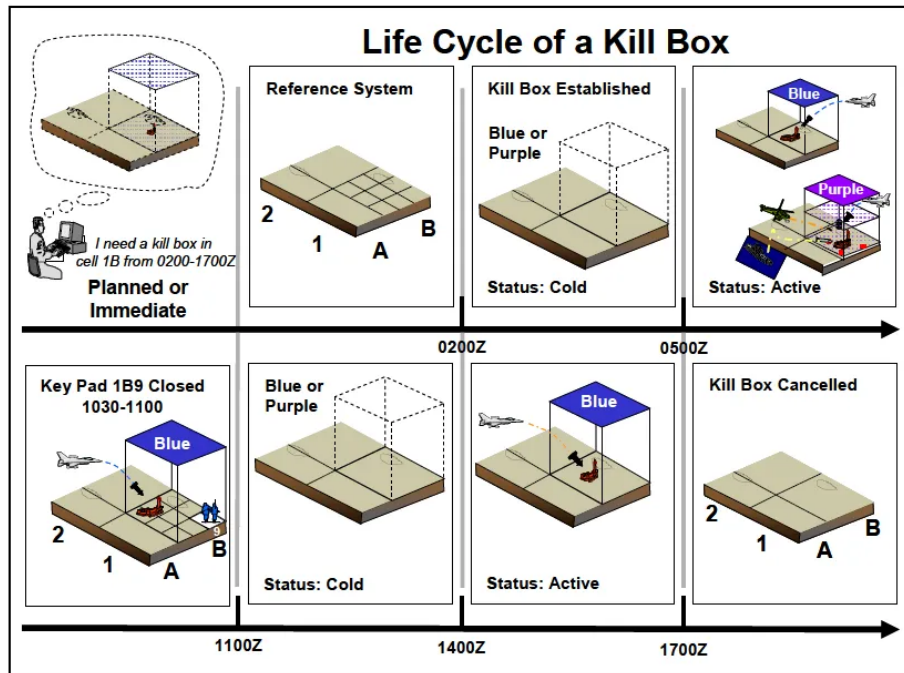 Life Cycle of a Kill Box
I need a kill box in
cell 1B from 0200-1700Z
Planned or
Immediate
Reference System
2
1
A
B
Kill Box Established
Blue or
Purple
Status: Cold
Blue
Purple
Status: Active
0200Z
0500Z
Key Pad 1B9 Closed
1030-1100
Blue
9
2
1
A
B
Blue or
Purple
Status: Cold
Blue
Status: Active
Kill Box Cancelled
2
1
A
B
1100Z
1400Z
1700Z